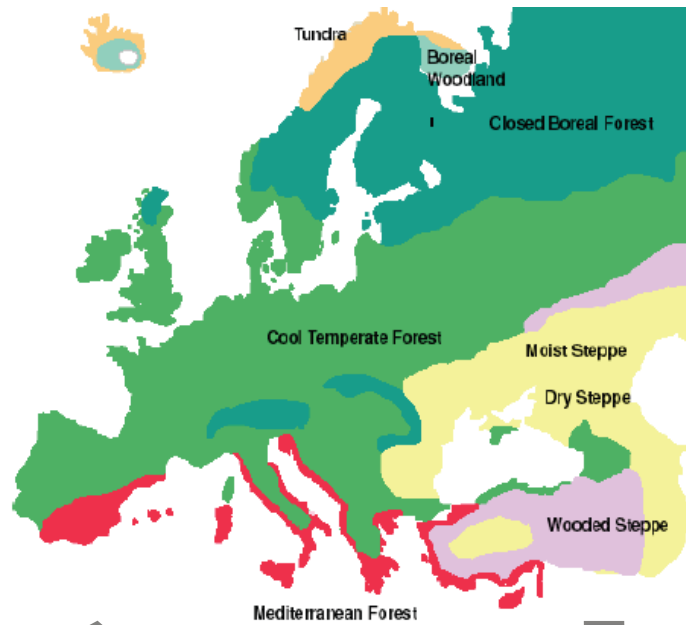 Tundra
Boreal
Woodland
Closed Boreal Forest
Cool Temperate Forest
Moist Steppe
Dry Steppe
Wooded Steppe
Mediterranean Forest